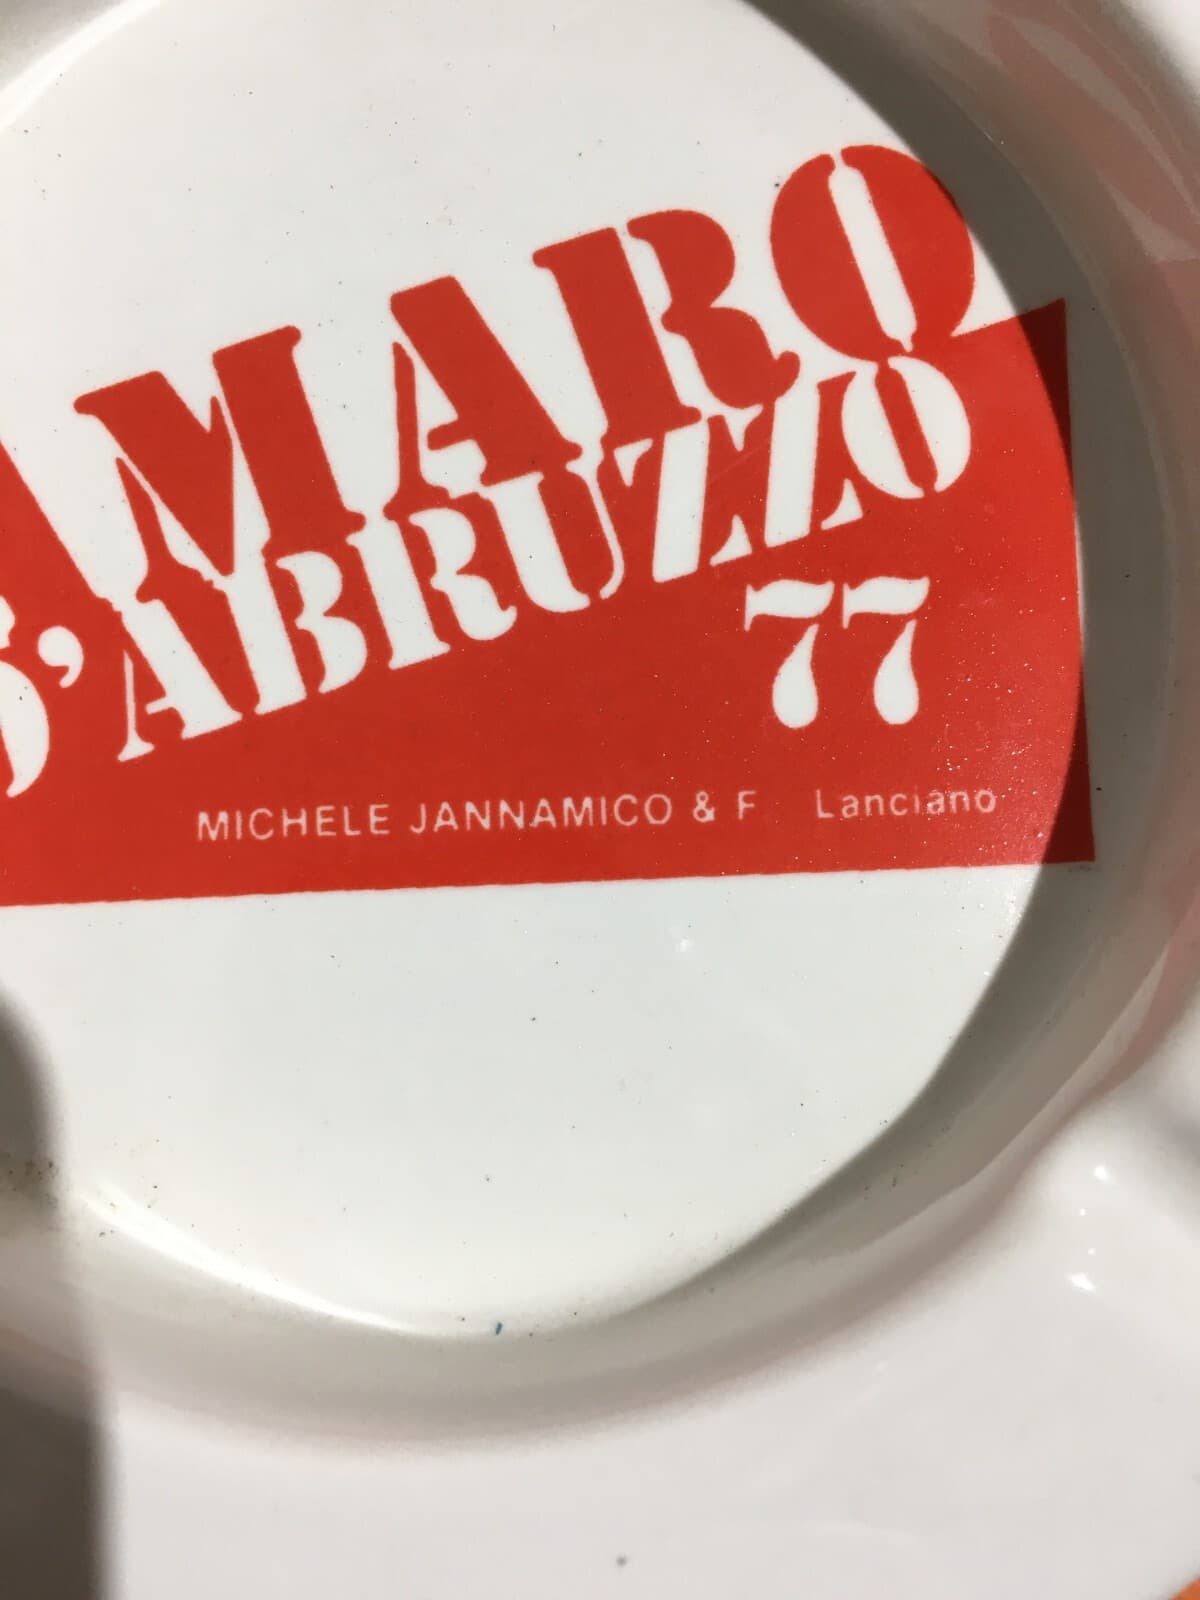 AMARO
D'ABRUZZO
77
MICHELE JANNAMICO & F Lanciano